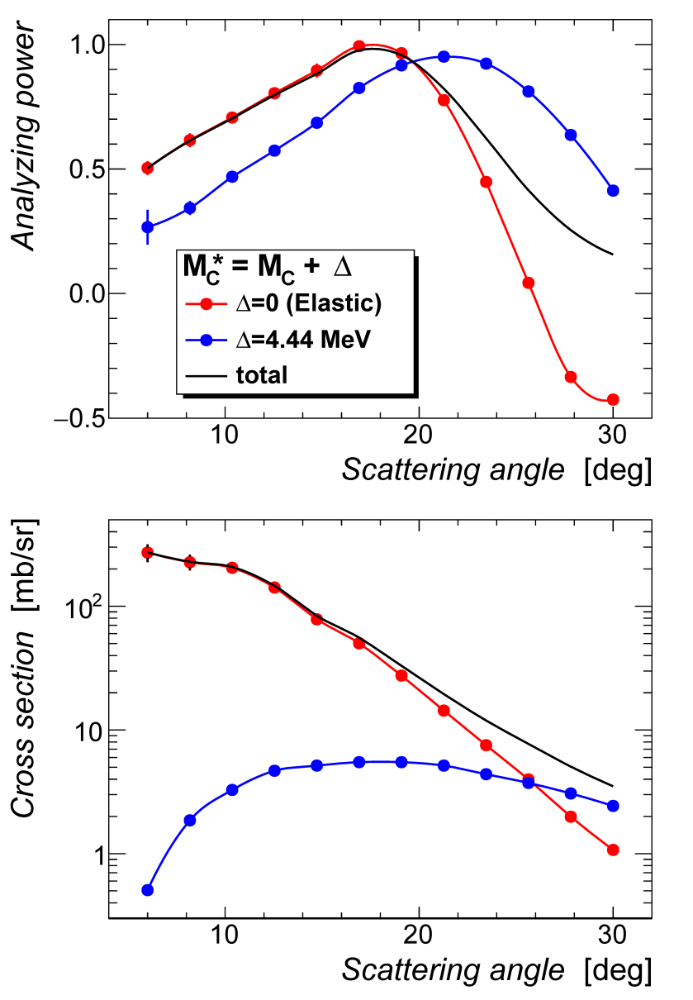 Analyzing power
1.0
0.5
0.0
−0.5
M*C = MC + Δ
Δ=0 (Elastic)
Δ=4.44 MeV
total
10 20 30
Scattering angle [deg]
Cross section [mb/sr]
10²
10
1
10 20 30
Scattering angle [deg]